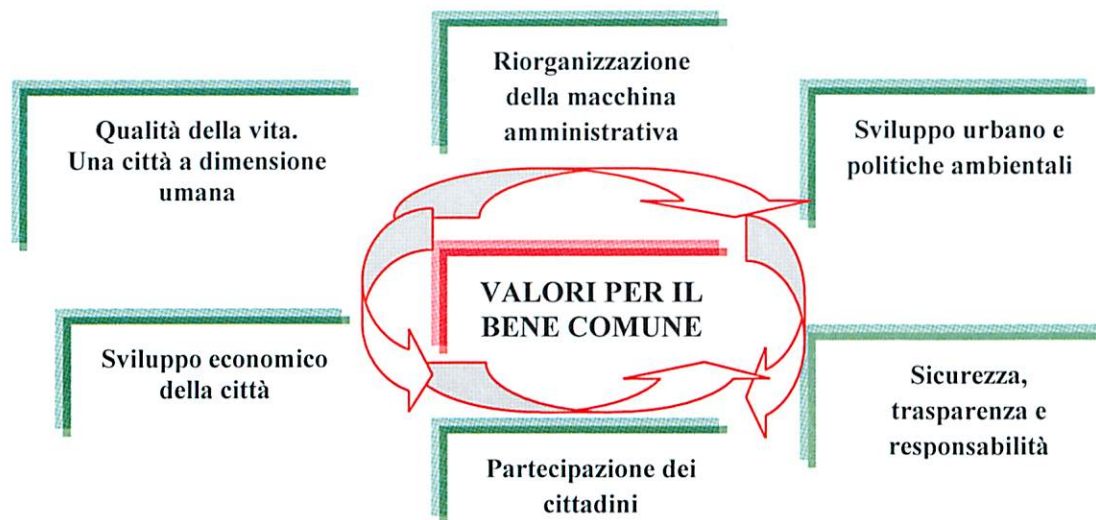 Riorganizzazione
della macchina
amministrativa
Qualità della vita.
Una città a dimensione
umana
Sviluppo urbano e
politiche ambientali
VALORI PER IL
BENE COMUNE
Sviluppo economico
della città
Sicurezza,
trasparenza e
responsabilità
Partecipazione dei
cittadini